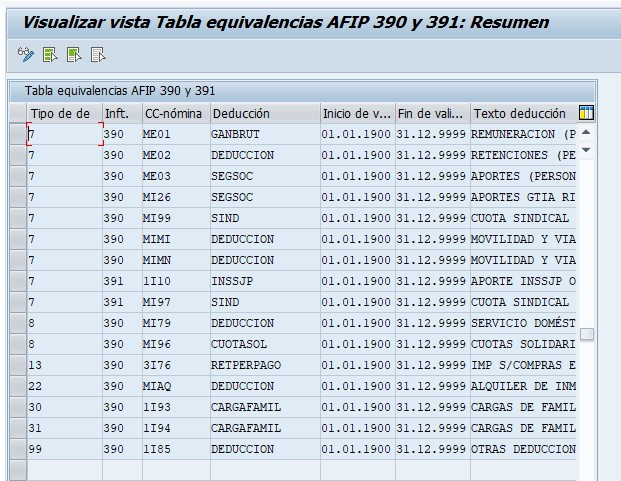 Visualizar vista Tabla equivalencias AFIP 390 y 391: Resumen
Tabla equivalencias AFIP 390 y 391
Tipo de de Inft. CC-nómina Deducción Inicio de v... Fin de vali... Texto deducción
7 390 ME01 GANBRUT 01.01.1900 31.12.9999 REMUNERACION (P
7 390 ME02 DEDUCCION 01.01.1900 31.12.9999 RETENCIONES (PE
7 390 ME03 SEGSOC 01.01.1900 31.12.9999 APORTES (PERSON
7 390 MI26 SEGSOC 01.01.1900 31.12.9999 APORTES GTIA RI
7 390 MI99 SIND 01.01.1900 31.12.9999 CUOTA SINDICAL
7 390 MIMI DEDUCCION 01.01.1900 31.12.9999 MOVILIDAD Y VIA
7 390 MIMN DEDUCCION 01.01.1900 31.12.9999 MOVILIDAD Y VIA
7 391 1I10 INSSJP 01.01.1900 31.12.9999 APORTE INSSJP O
7 391 MI97 SIND 01.01.1900 31.12.9999 CUOTA SINDICAL
8 390 MI79 DEDUCCION 01.01.1900 31.12.9999 SERVICIO DOMÉST
8 390 MI96 CUOTASOL 01.01.1900 31.12.9999 CUOTAS SOLIDARI
13 390 3I76 RETPERPAGO 01.01.1900 31.12.9999 IMP S/COMPRAS E
22 390 MIAQ DEDUCCION 01.01.1900 31.12.9999 ALQUILER DE INM
30 390 1I93 CARGAFAMIL 01.01.1900 31.12.9999 CARGAS DE FAMIL
31 390 1I94 CARGAFAMIL 01.01.1900 31.12.9999 CARGAS DE FAMIL
99 390 1I85 DEDUCCION 01.01.1900 31.12.9999 OTRAS DEDUCCION